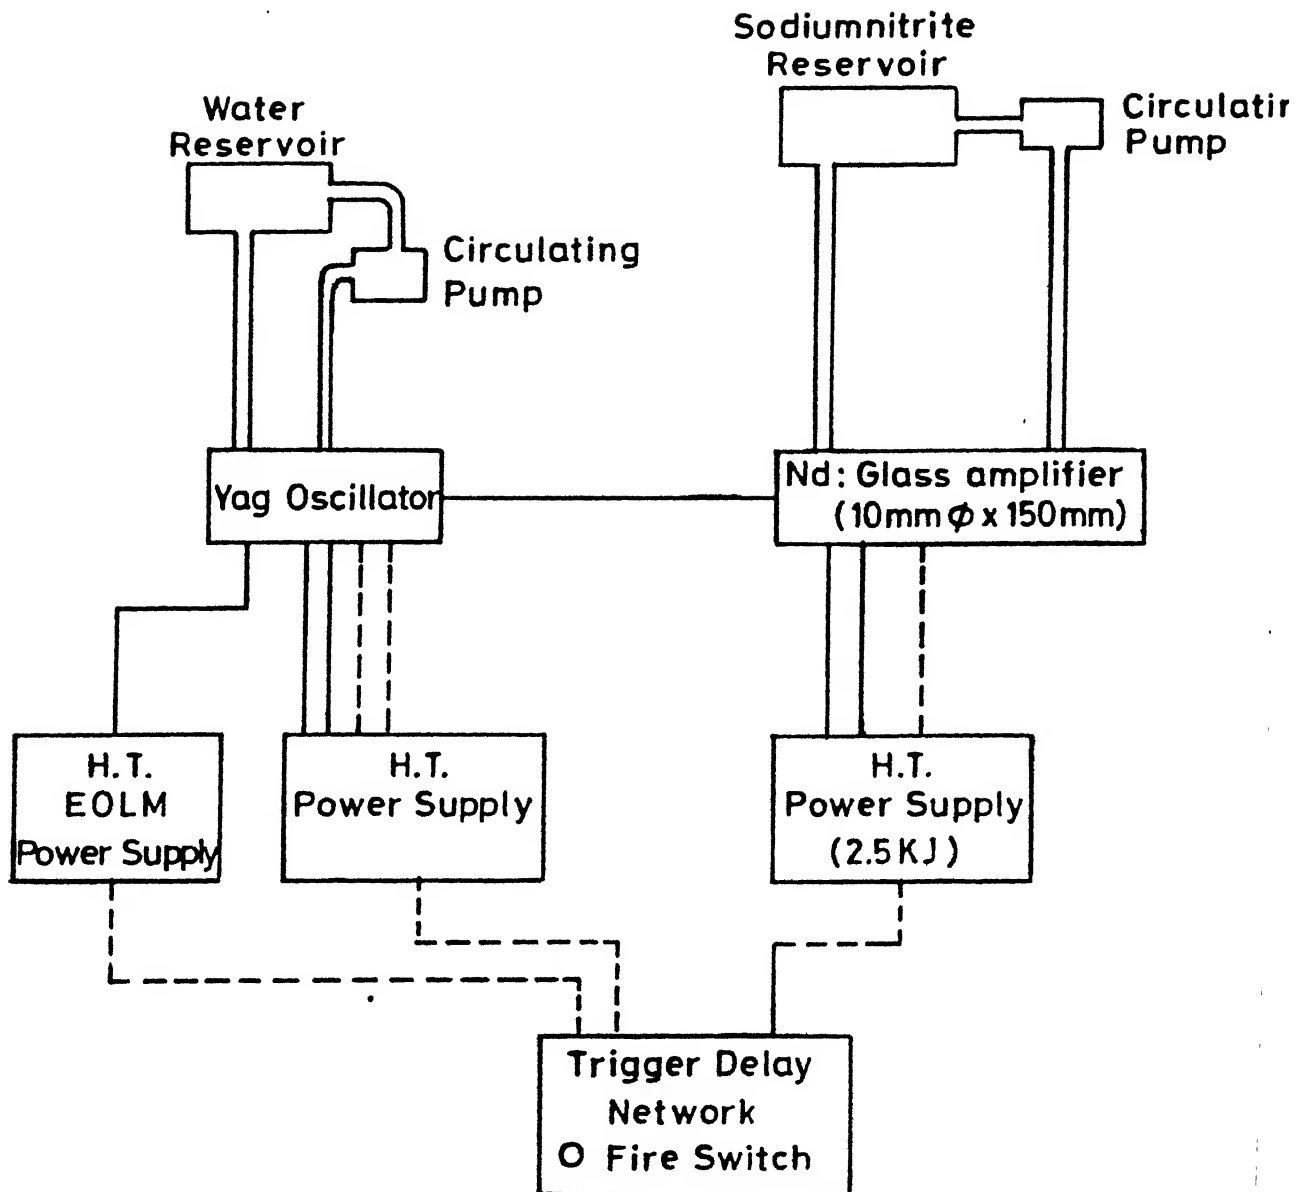 Sodiumnitrite
Reservoir
Water
Reservoir
Circulatin
Pump
Circulating
Pump
Yag Oscillator
Nd: Glass amplifier
(10mm ϕ x 150mm)
H.T.
EOLM
Power Supply
H.T.
Power Supply
H.T.
Power Supply
(2.5KJ)
Trigger Delay
Network
O Fire Switch